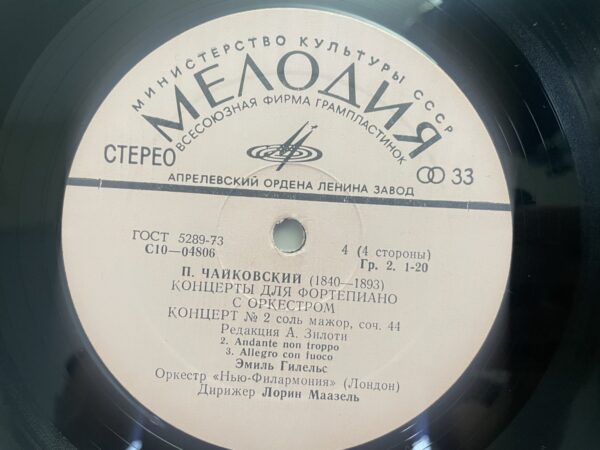 МИНИСТЕРСТВО КУЛЬТУРЫ СССР
МЕЛОДИЯ
ВСЕСОЮЗНАЯ ФИРМА ГРАМПЛАСТИНОК
СТЕРЕО
33
АПРЕЛЕВСКИЙ ОРДЕНА ЛЕНИНА ЗАВОД
ГОСТ 5289-73
С10—04806
4 (4 стороны)
Гр. 2. 1-20
П. ЧАЙКОВСКИЙ (1840—1893)
КОНЦЕРТЫ ДЛЯ ФОРТЕПИАНО
С ОРКЕСТРОМ
КОНЦЕРТ № 2 соль мажор, соч. 44
Редакция А. Зилоти
2. Andante non troppo
3. Allegro con fuoco
Эмиль Гилельс
Оркестр «Нью-Филармония» (Лондон)
Дирижер Лорин Маазель